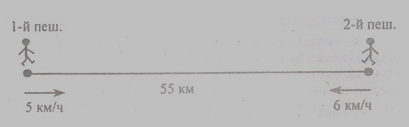 1-й пеш.
2-й пеш.
55 км
5 км/ч
6 км/ч